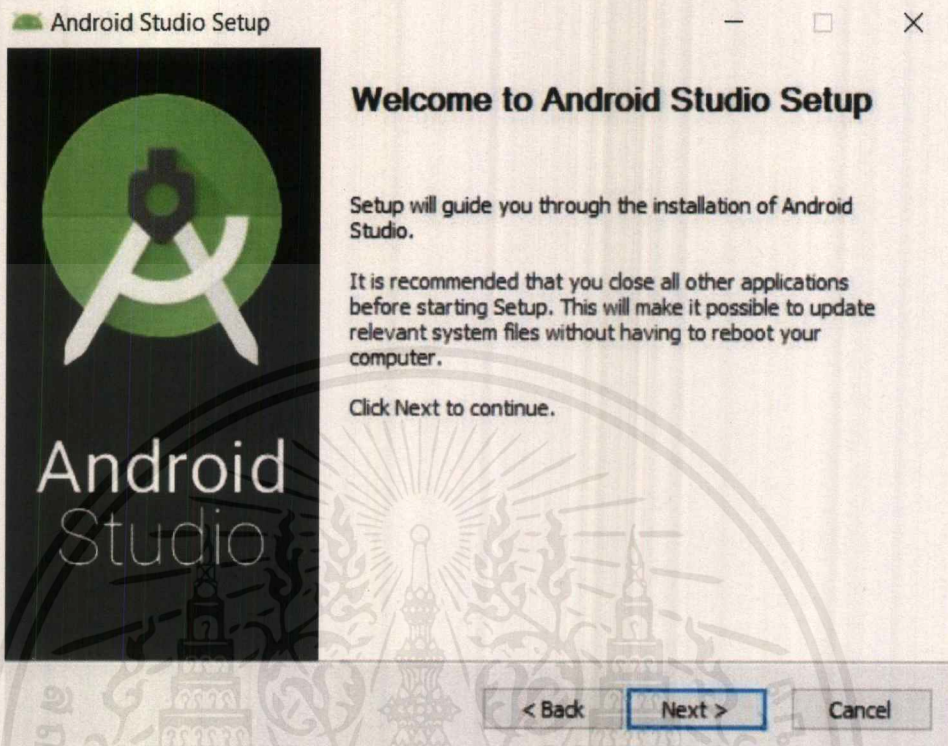 Android Studio Setup
Welcome to Android Studio Setup
Setup will guide you through the installation of Android
Studio.
It is recommended that you close all other applications
before starting Setup. This will make it possible to update
relevant system files without having to reboot your
computer.
Click Next to continue.
Android
Studio
< Back
Next >
Cancel